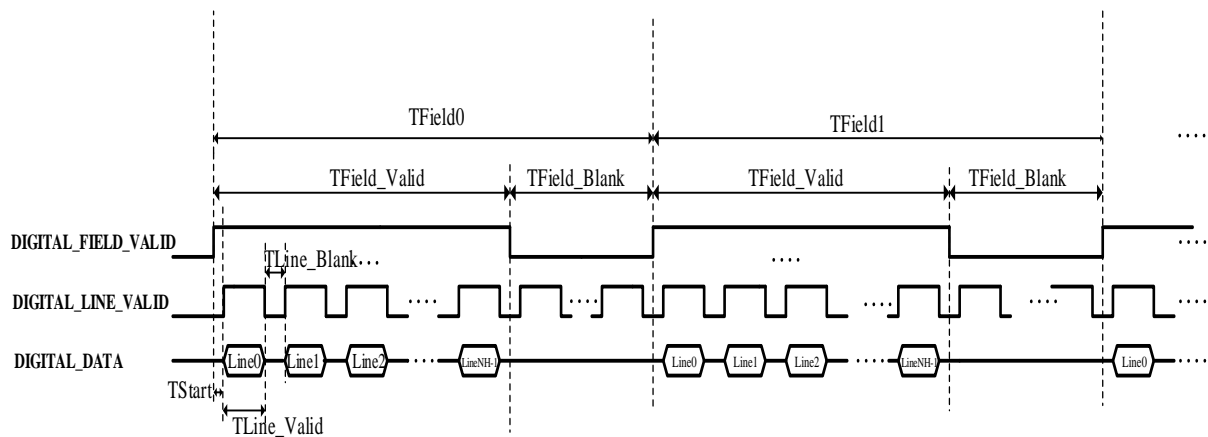 TField0
TField1
....
TField_Valid
TField_Blank
TField_Valid
TField_Blank
DIGITAL_FIELD_VALID
TLine_Blank
DIGITAL_LINE_VALID
DIGITAL_DATA
Line0
Line1
Line2
LineNH-1
Line0
Line1
Line2
LineNH-1
Line0
TStart
TLine_Valid